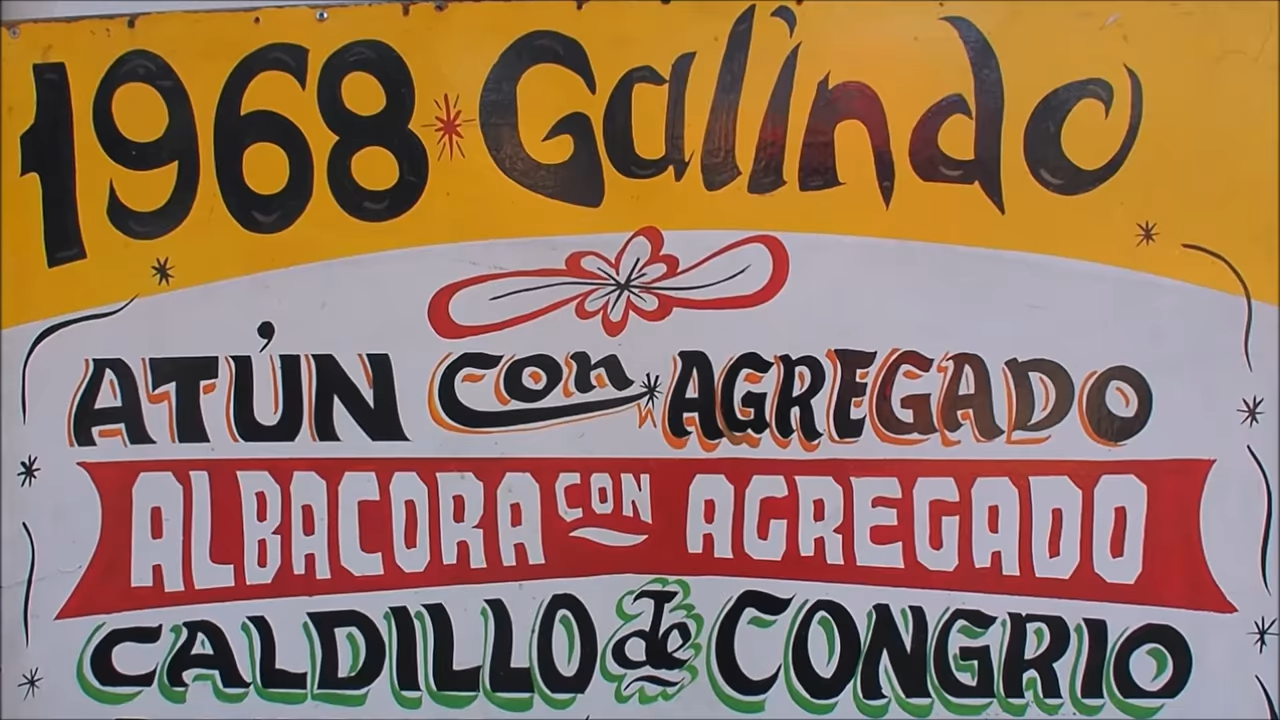 1968 Galindo
ATÚN con AGREGADO
ALBACORA CON AGREGADO
CALDILLO de CONGRIO